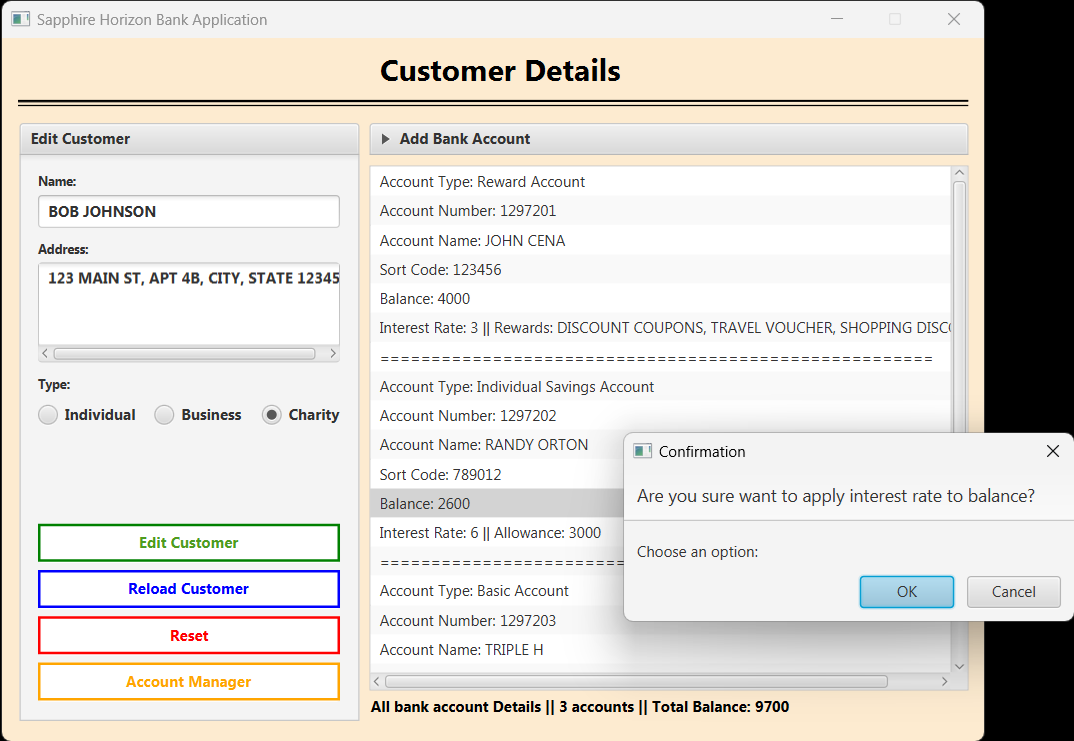 Sapphire Horizon Bank Application
Customer Details
Edit Customer
Name:
BOB JOHNSON
Address:
123 MAIN ST, APT 4B, CITY, STATE 12345
Type:
Individual Business Charity
Edit Customer
Reload Customer
Reset
Account Manager
Add Bank Account
Account Type: Reward Account
Account Number: 1297201
Account Name: JOHN CENA
Sort Code: 123456
Balance: 4000
Interest Rate: 3 || Rewards: DISCOUNT COUPONS, TRAVEL VOUCHER, SHOPPING
======================================================
Account Type: Individual Savings Account
Account Number: 1297202
Account Name: RANDY ORTON
Sort Code: 789012
Balance: 2600
Interest Rate: 6 || Allowance: 3000
========================
Account Type: Basic Account
Account Number: 1297203
Account Name: TRIPLE H
All bank account Details || 3 accounts || Total Balance: 9700
Confirmation
Are you sure want to apply interest rate to balance?
Choose an option:
OK Cancel